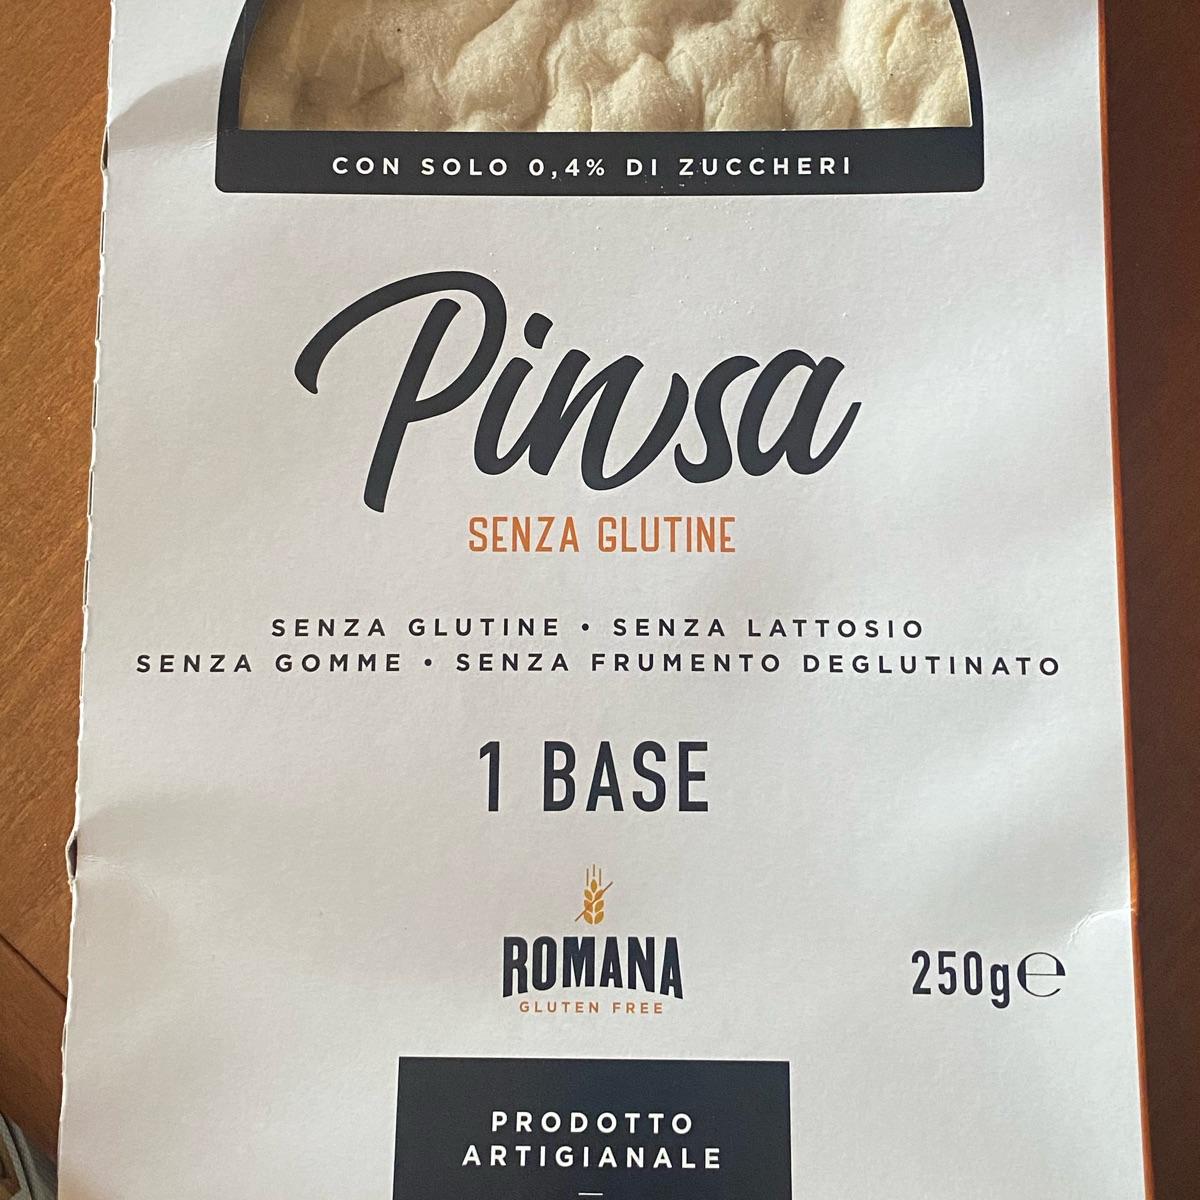 CON SOLO 0,4% DI ZUCCHERI
Pinsa
SENZA GLUTINE
SENZA GLUTINE • SENZA LATTOSIO
SENZA GOMME • SENZA FRUMENTO DEGLUTINATO
1 BASE
ROMANA
GLUTEN FREE
250g℮
PRODOTTO
ARTIGIANALE